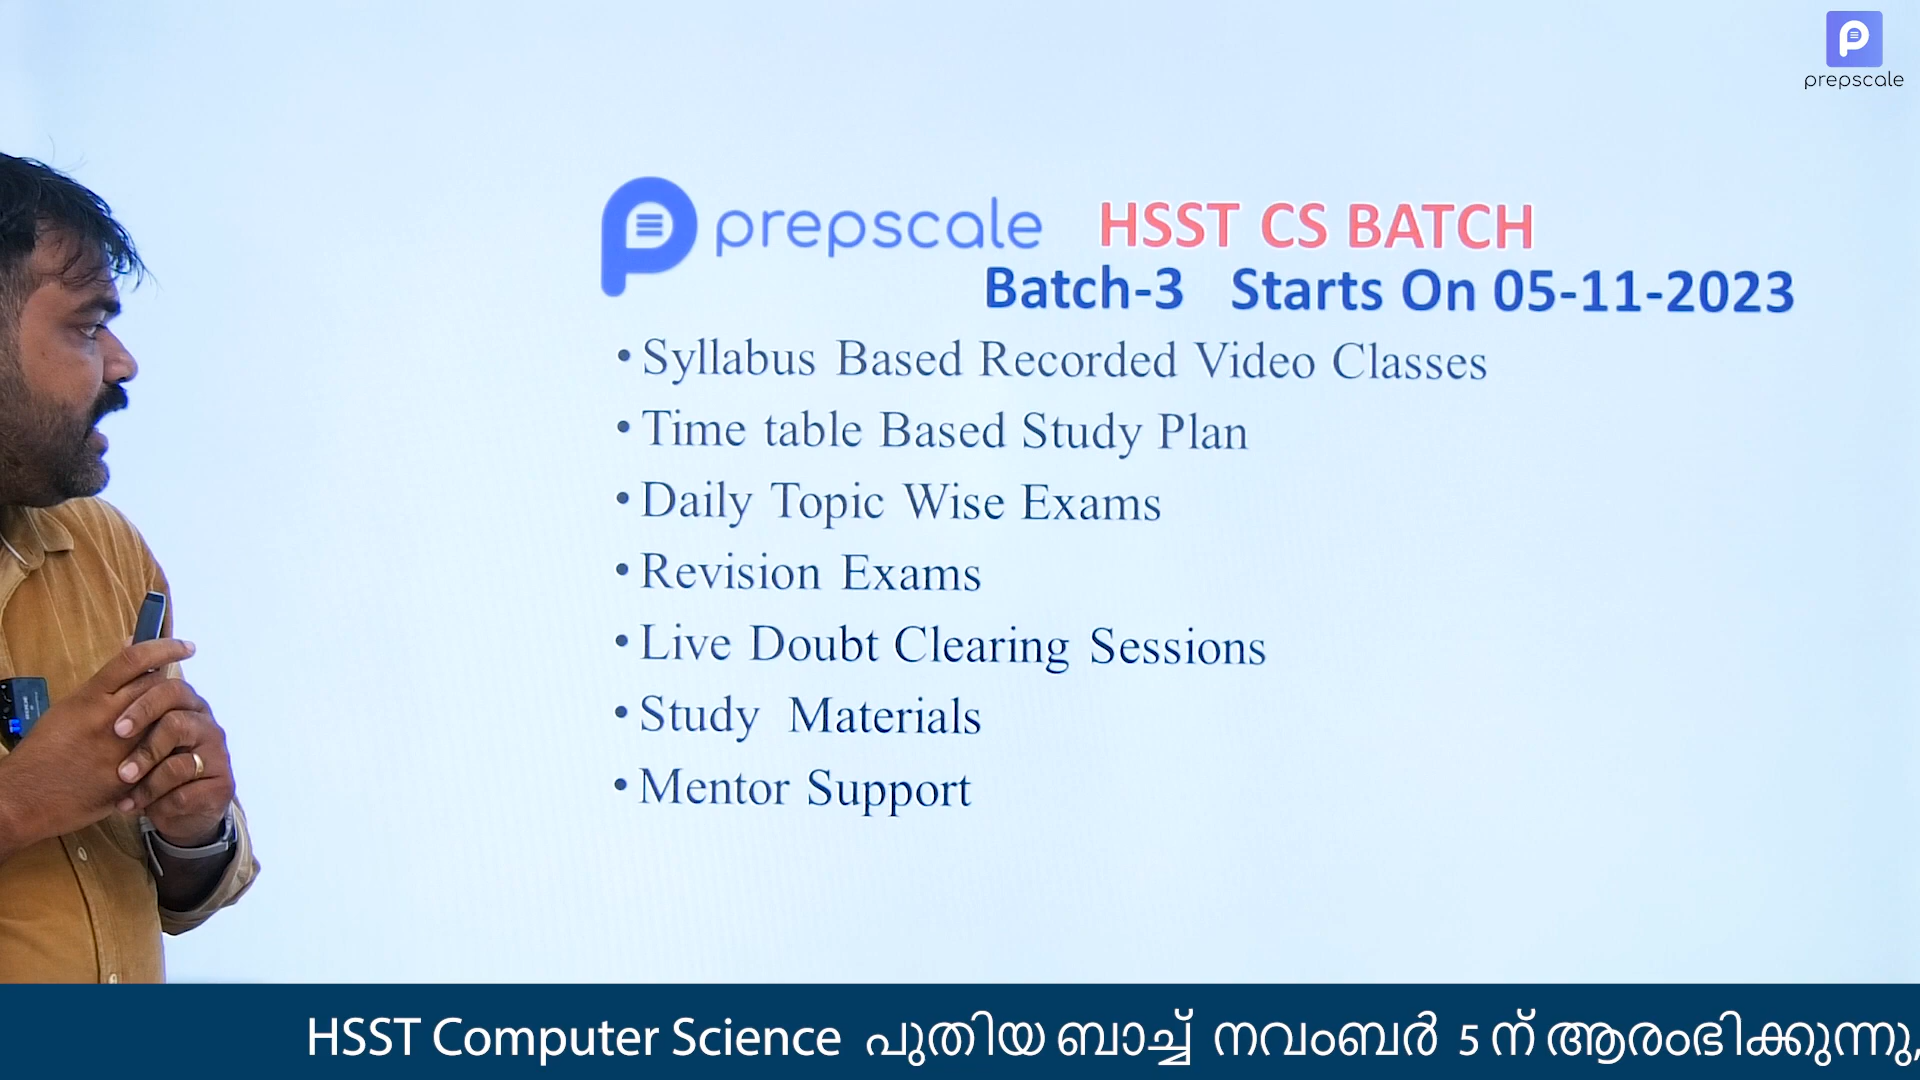 prepscale
prepscale HSST CS BATCH
Batch-3 Starts On 05-11-2023
• Syllabus Based Recorded Video Classes
• Time table Based Study Plan
• Daily Topic Wise Exams
• Revision Exams
• Live Doubt Clearing Sessions
• Study Materials
• Mentor Support
HSST Computer Science പുതിയ ബാച്ച് നവംബർ 5 ന് ആരംഭിക്കുന്നു,